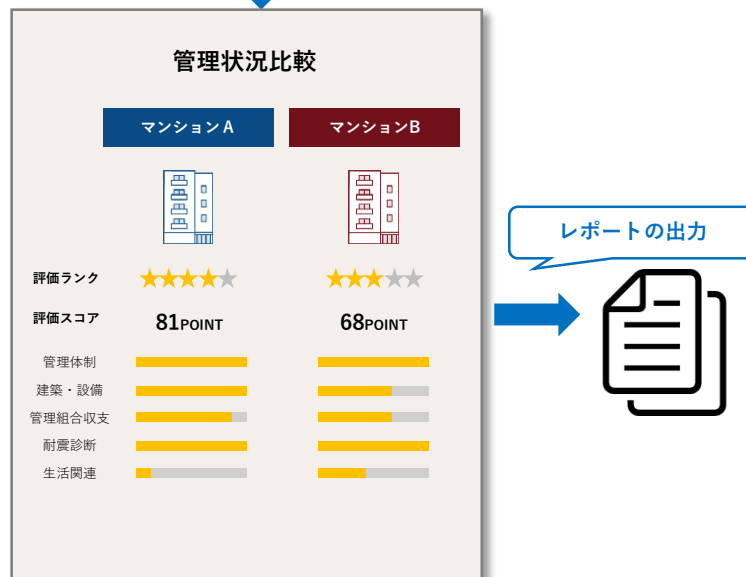 管理状況比較
マンションA マンションB
レポートの出力
評価ランク
評価スコア 81POINT 68POINT
管理体制
建築・設備
管理組合収支
耐震診断
生活関連